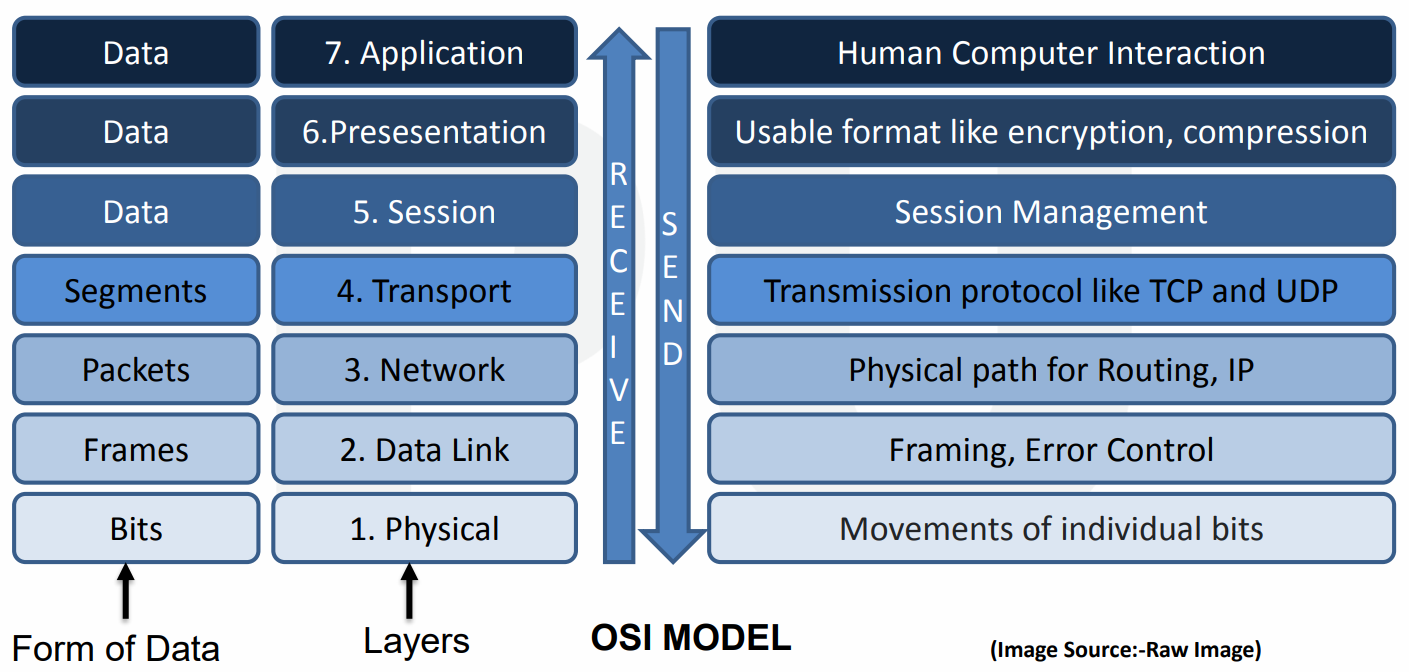 Data
7. Application
Human Computer Interaction
Data
6.Presesentation
Usable format like encryption, compression
Data
5. Session
Session Management
Segments
4. Transport
Transmission protocol like TCP and UDP
Packets
3. Network
Physical path for Routing, IP
Frames
2. Data Link
Framing, Error Control
Bits
1. Physical
Movements of individual bits
RECEIVE
SEND
Form of Data
Layers
OSI MODEL
(Image Source:-Raw Image)